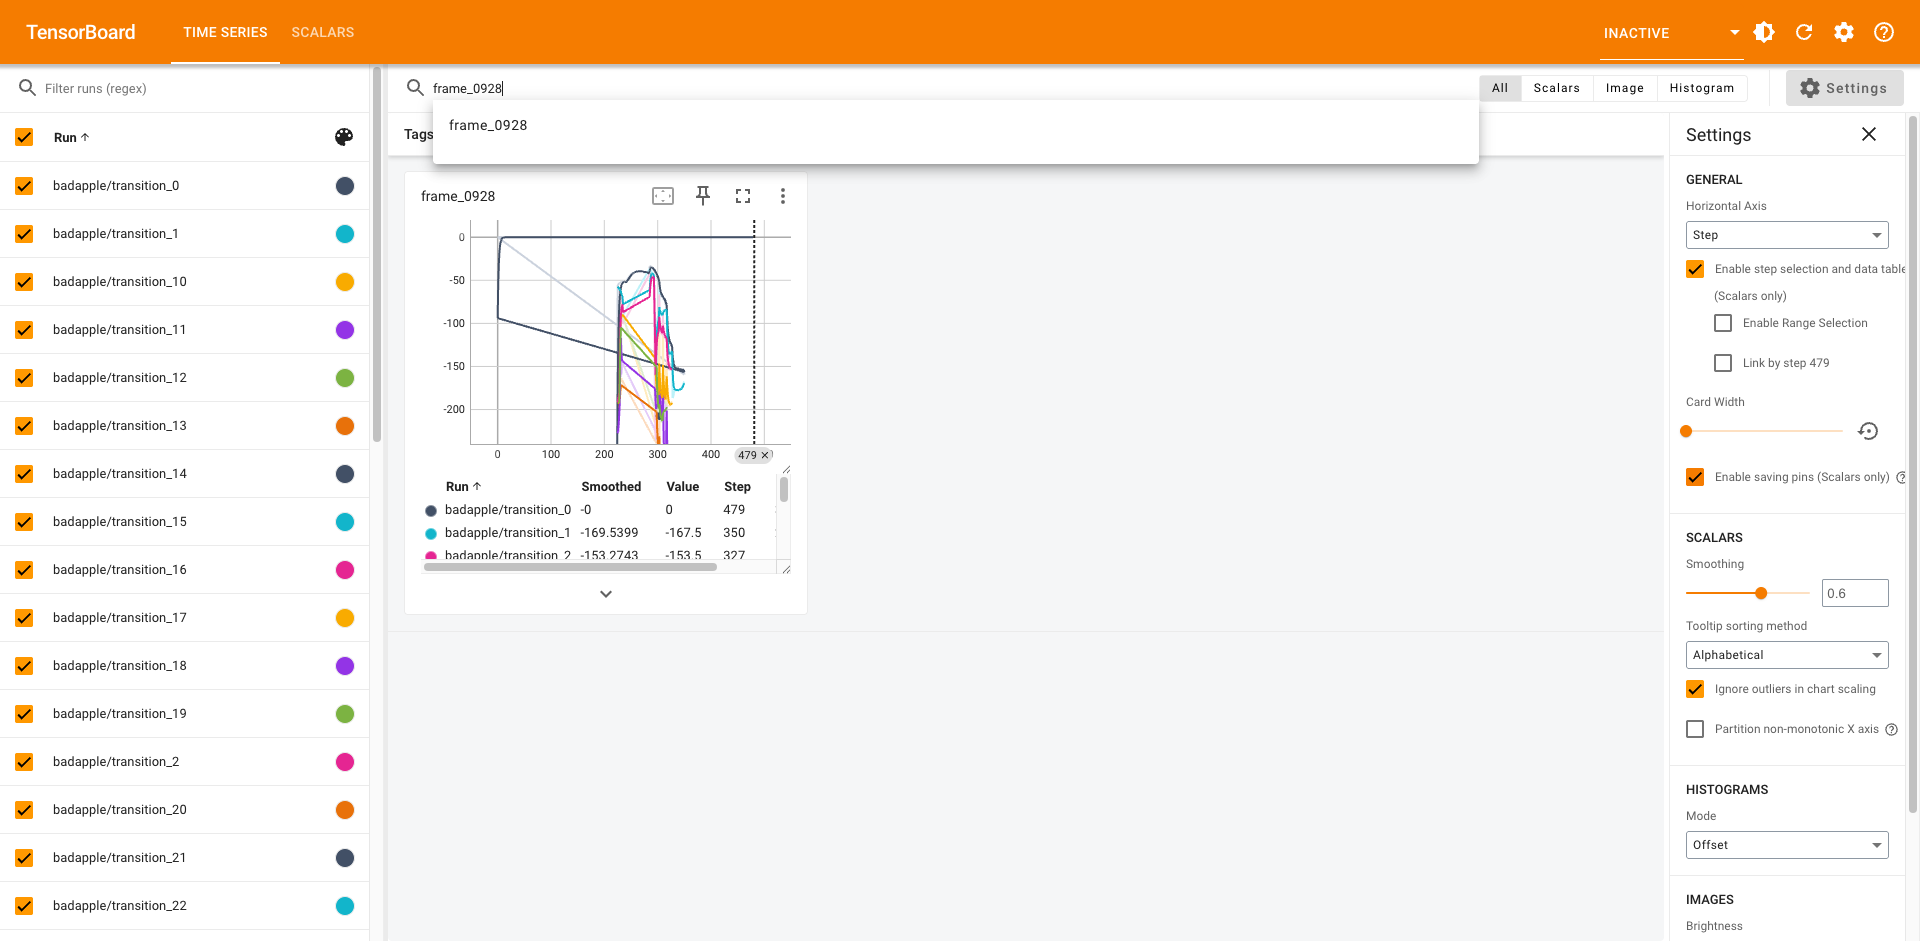 TensorBoard
TIME SERIES
SCALARS
INACTIVE
Filter runs (regex)
Run
badapple/transition_0
badapple/transition_1
badapple/transition_10
badapple/transition_11
badapple/transition_12
badapple/transition_13
badapple/transition_14
badapple/transition_15
badapple/transition_16
badapple/transition_17
badapple/transition_18
badapple/transition_19
badapple/transition_2
badapple/transition_20
badapple/transition_21
badapple/transition_22
frame_0928
frame_0928
Tags
All
Scalars
Image
Histogram
Settings
frame_0928
0
-50
-100
-150
-200
0
100
200
300
400
479
Run
Smoothed
Value
Step
badapple/transition_0 -0 0 479
badapple/transition_1 -169.5399 -167.5 350
badapple/transition_2 -153.2743 -153.5 327
Settings
GENERAL
Horizontal Axis
Step
Enable step selection and data table
(Scalars only)
Enable Range Selection
Link by step 479
Card Width
Enable saving pins (Scalars only)
SCALARS
Smoothing
0.6
Tooltip sorting method
Alphabetical
Ignore outliers in chart scaling
Partition non-monotonic X axis
HISTOGRAMS
Mode
Offset
IMAGES
Brightness